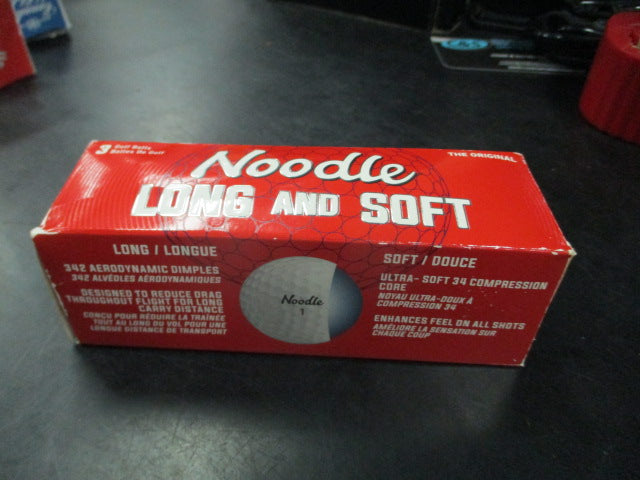 3 Golf Balls
Balles De Golf
THE ORIGINAL
Noodle
LONG AND SOFT
LONG / LONGUE
342 AERODYNAMIC DIMPLES
342 ALVÉOLES AÉRODYNAMIQUES
DESIGNED TO REDUCE DRAG
THROUGHOUT FLIGHT FOR LONG
CARRY DISTANCE
CONÇU POUR RÉDUIRE LA TRAÎNÉE
TOUT AU LONG DU VOL POUR UNE
LONGUE DISTANCE DE TRANSPORT
Noodle
1
SOFT / DOUCE
ULTRA- SOFT 34 COMPRESSION
CORE
NOYAU ULTRA-DOUX À
COMPRESSION 34
ENHANCES FEEL ON ALL SHOTS
AMÉLIORE LA SENSATION SUR
CHAQUE COUP